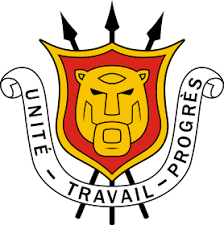 UNITÉ - TRAVAIL - PROGRÈS